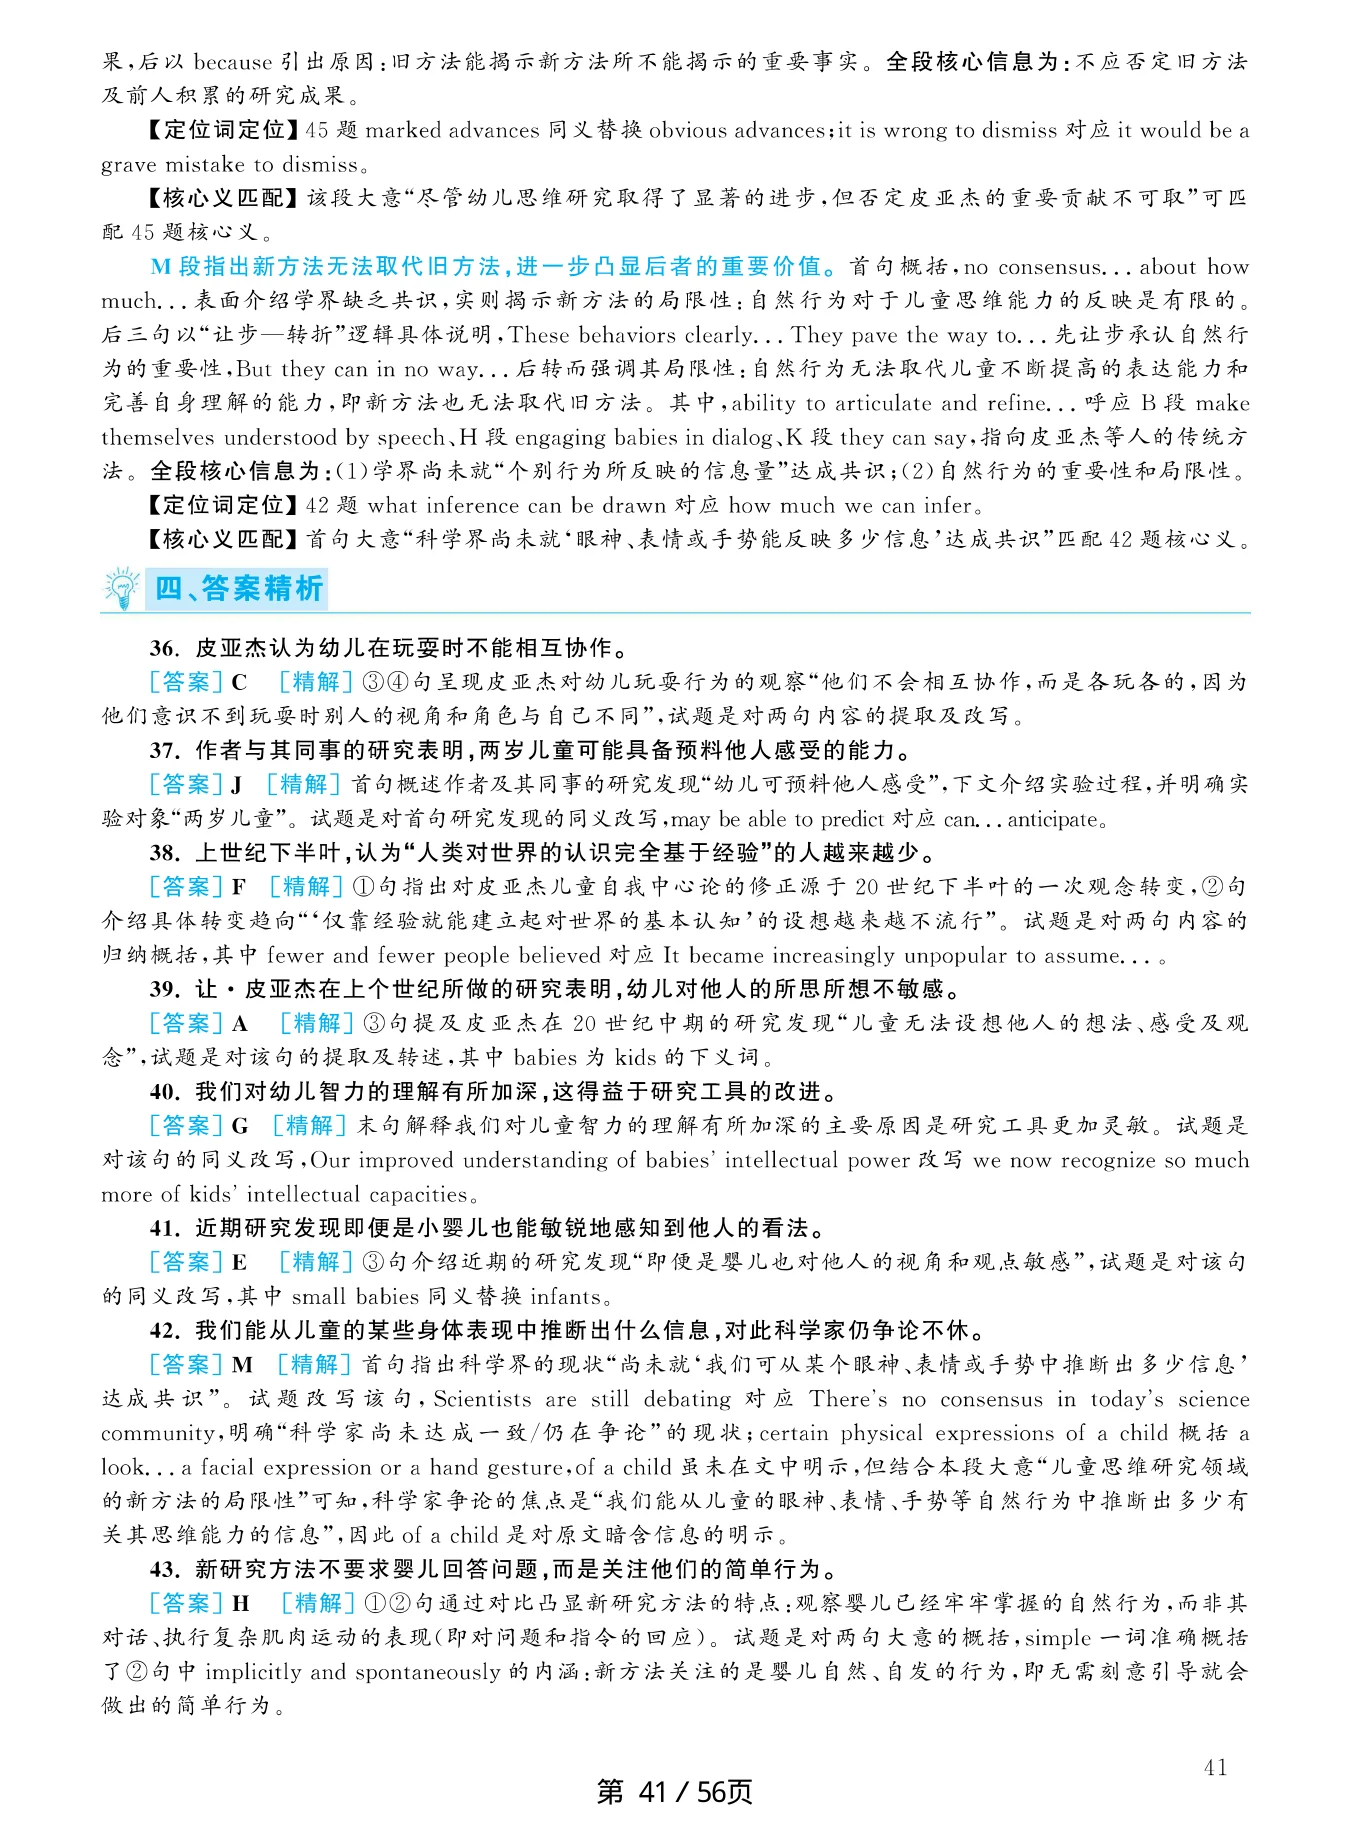 果,后以 because 引出原因:旧方法能揭示新方法所不能揭示的重要事实。全段核心信息为:不应否定旧方法
及前人积累的研究成果。
【定位词定位】45 题 marked advances 同义替换 obvious advances;it is wrong to dismiss 对应 it would be a
grave mistake to dismiss。
【核心义匹配】该段大意“尽管幼儿思维研究取得了显著的进步,但否定皮亚杰的重要贡献不可取”可匹
配 45 题核心义。
M 段指出新方法无法取代旧方法,进一步凸显后者的重要价值。首句概括,no consensus...about how
much...表面介绍学界缺乏共识,实则揭示新方法的局限性:自然行为对于儿童思维能力的反映是有限的。
后三句以“让步—转折”逻辑具体说明,These behaviors clearly...They pave the way to...先让步承认自然行
为的重要性,But they can in no way...后转而强调其局限性:自然行为无法取代儿童不断提高的表达能力和
完善自身理解的能力,即新方法也无法取代旧方法。其中,ability to articulate and refine...呼应 B 段 make
themselves understood by speech、H 段 engaging babies in dialog、K 段 they can say,指向皮亚杰等人的传统方
法。全段核心信息为:(1)学界尚未就“个别行为所反映的信息量”达成共识;(2)自然行为的重要性和局限性。
【定位词定位】42 题 what inference can be drawn 对应 how much we can infer。
【核心义匹配】首句大意“科学界尚未就‘眼神、表情或手势能反映多少信息’达成共识”匹配 42 题核心义。
四、答案精析
36. 皮亚杰认为幼儿在玩耍时不能相互协作。
[答案] C [精解] ③④句呈现皮亚杰对幼儿玩耍行为的观察“他们不会相互协作,而是各玩各的,因为
他们意识不到玩耍时别人的视角和角色与自己不同”,试题是对两句内容的提取及改写。
37. 作者与其同事的研究表明,两岁儿童可能具备预料他人感受的能力。
[答案] J [精解] 首句概述作者及其同事的研究发现“幼儿可预料他人感受”,下文介绍实验过程,并明确实
验对象“两岁儿童”。试题是对首句研究发现的同义改写,may be able to predict 对应 can...anticipate。
38. 上世纪下半叶,认为“人类对世界的认识完全基于经验”的人越来越少。
[答案] F [精解] ①句指出对皮亚杰儿童自我中心论的修正源于 20 世纪下半叶的一次观念转变,②句
介绍具体转变趋向“‘仅靠经验就能建立起对世界的基本认知’的设想越来越不流行”。试题是对两句内容的
归纳概括,其中 fewer and fewer people believed 对应 It became increasingly unpopular to assume...。
39. 让·皮亚杰在上个世纪所做的研究表明,幼儿对他人的所思所想不敏感。
[答案] A [精解] ③句提及皮亚杰在 20 世纪中期的研究发现“儿童无法设想他人的想法、感受及观
念”,试题是对该句的提取及转述,其中 babies 为 kids 的下义词。
40. 我们对幼儿智力的理解有所加深,这得益于研究工具的改进。
[答案] G [精解] 末句解释我们对儿童智力的理解有所加深的主要原因是研究工具更加灵敏。试题是
对该句的同义改写,Our improved understanding of babies’ intellectual power 改写 we now recognize so much
more of kids’ intellectual capacities。
41. 近期研究发现即便是小婴儿也能敏锐地感知到他人的看法。
[答案] E [精解] ③句介绍近期的研究发现“即便是婴儿也对他人的视角和观点敏感”,试题是对该句
的同义改写,其中 small babies 同义替换 infants。
42. 我们能从儿童的某些身体表现中推断出什么信息,对此科学家仍争论不休。
[答案] M [精解] 首句指出科学界的现状“尚未就‘我们可从某个眼神、表情或手势中推断出多少信息’
达成共识”。试题改写该句,Scientists are still debating 对应 There’s no consensus in today’s science
community,明确“科学家尚未达成一致/仍在争论”的现状;certain physical expressions of a child 概括 a
look...a facial expression or a hand gesture,of a child 虽未在文中明示,但结合本段大意“儿童思维研究领域
的新方法的局限性”可知,科学家争论的焦点是“我们能从儿童的眼神、表情、手势等自然行为中推断出多少有
关其思维能力的信息”,因此 of a child 是对原文暗含信息的明示。
43. 新研究方法不要求婴儿回答问题,而是关注他们的简单行为。
[答案] H [精解] ①②句通过对比凸显新研究方法的特点:观察婴儿已经牢牢掌握的自然行为,而非其
对话、执行复杂肌肉运动的表现(即对问题和指令的回应)。试题是对两句大意的概括,simple 一词准确概括
了②句中 implicitly and spontaneously 的内涵:新方法关注的是婴儿自然、自发的行为,即无需刻意引导就会
做出的简单行为。
41
第 41 / 56页